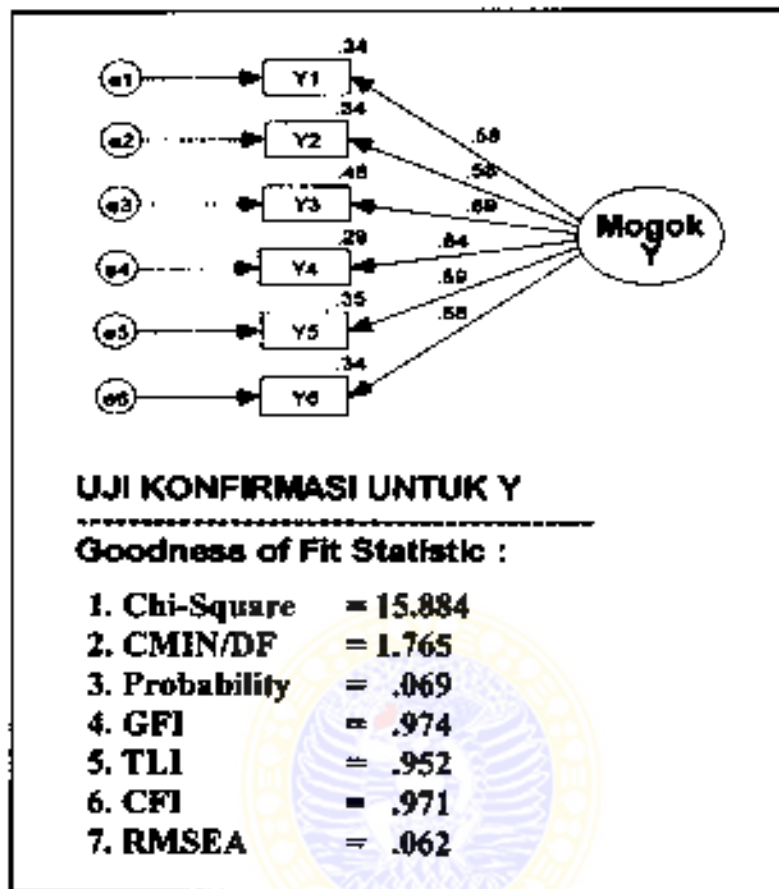 .34
e1 Y1
.58
.34
e2 Y2
.58
.48
e3 Y3
.69
Mogok
Y
.29
e4 Y4
.54
.35
e5 Y5
.59
.34
e6 Y6
.58
UJI KONFIRMASI UNTUK Y
Goodness of Fit Statistic :
1. Chi-Square = 15.884
2. CMIN/DF = 1.765
3. Probability = .069
4. GFI = .974
5. TLI = .952
6. CFI = .971
7. RMSEA = .062